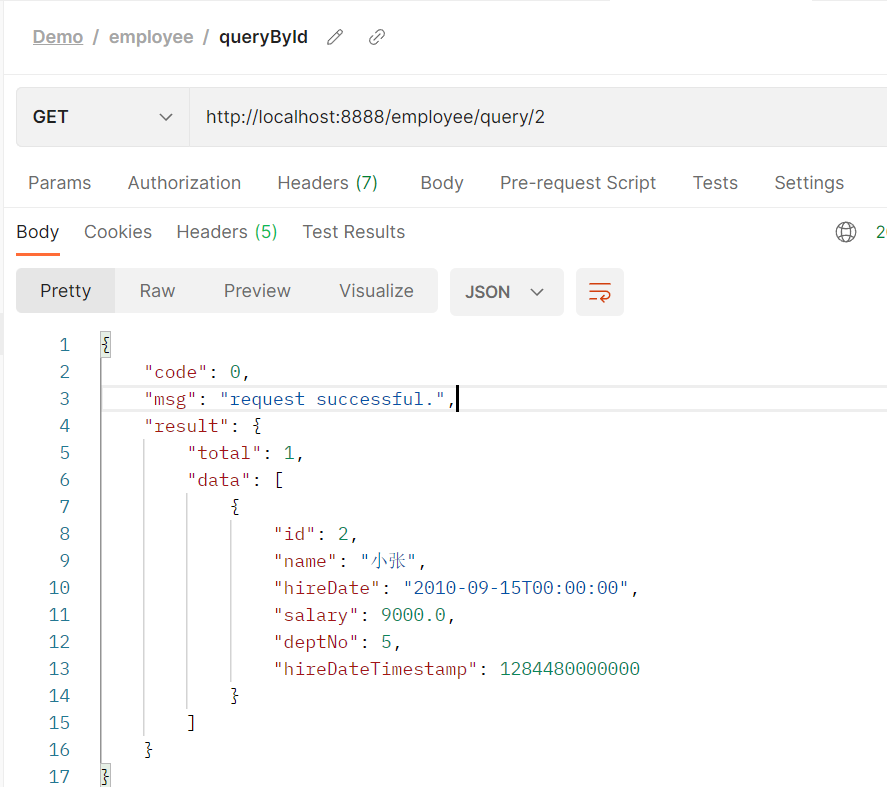 Demo / employee / queryById
GET http://localhost:8888/employee/query/2
Params Authorization Headers (7) Body Pre-request Script Tests Settings
Body Cookies Headers (5) Test Results
Pretty Raw Preview Visualize JSON
1 {
2 "code": 0,
3 "msg": "request successful.",
4 "result": {
5 "total": 1,
6 "data": [
7 {
8 "id": 2,
9 "name": "小张",
10 "hireDate": "2010-09-15T00:00:00",
11 "salary": 9000.0,
12 "deptNo": 5,
13 "hireDateTimestamp": 1284480000000
14 }
15 ]
16 }
17 }